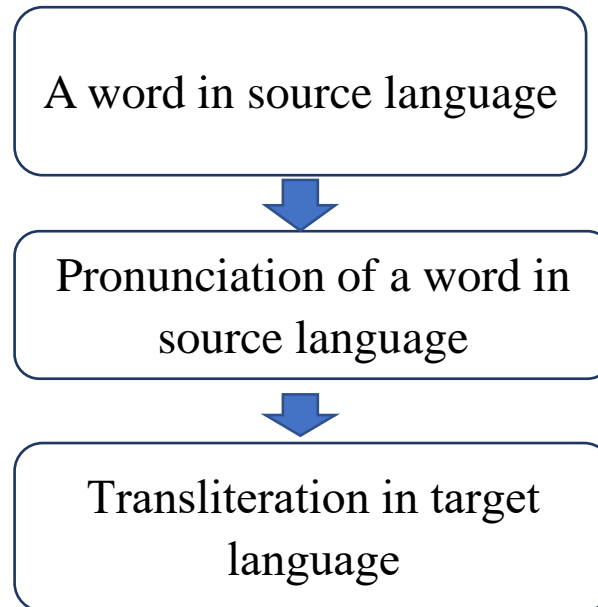 A word in source language
Pronunciation of a word in
source language
Transliteration in target
language